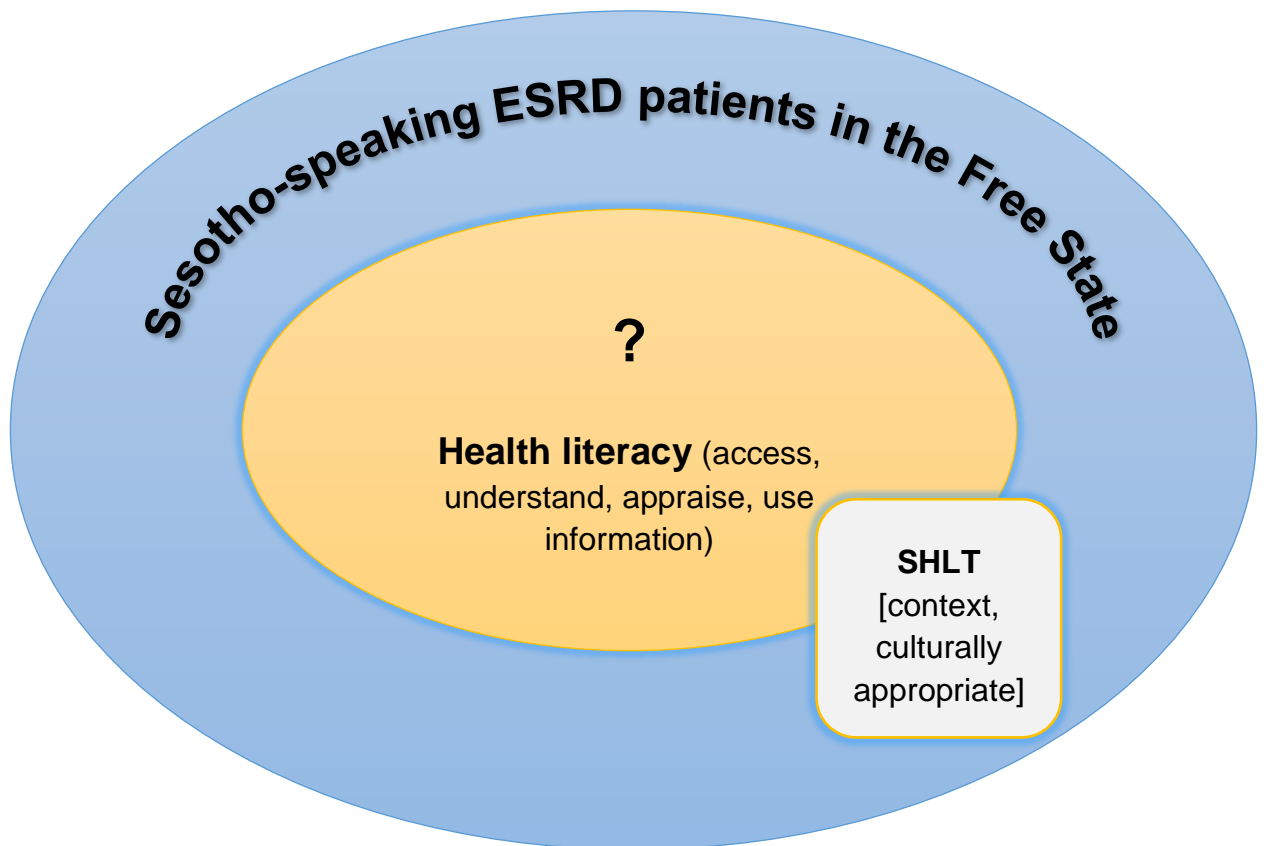 Sesotho-speaking ESRD patients in the Free State
?
Health literacy (access,
understand, appraise, use
information)
SHLT
[context,
culturally
appropriate]